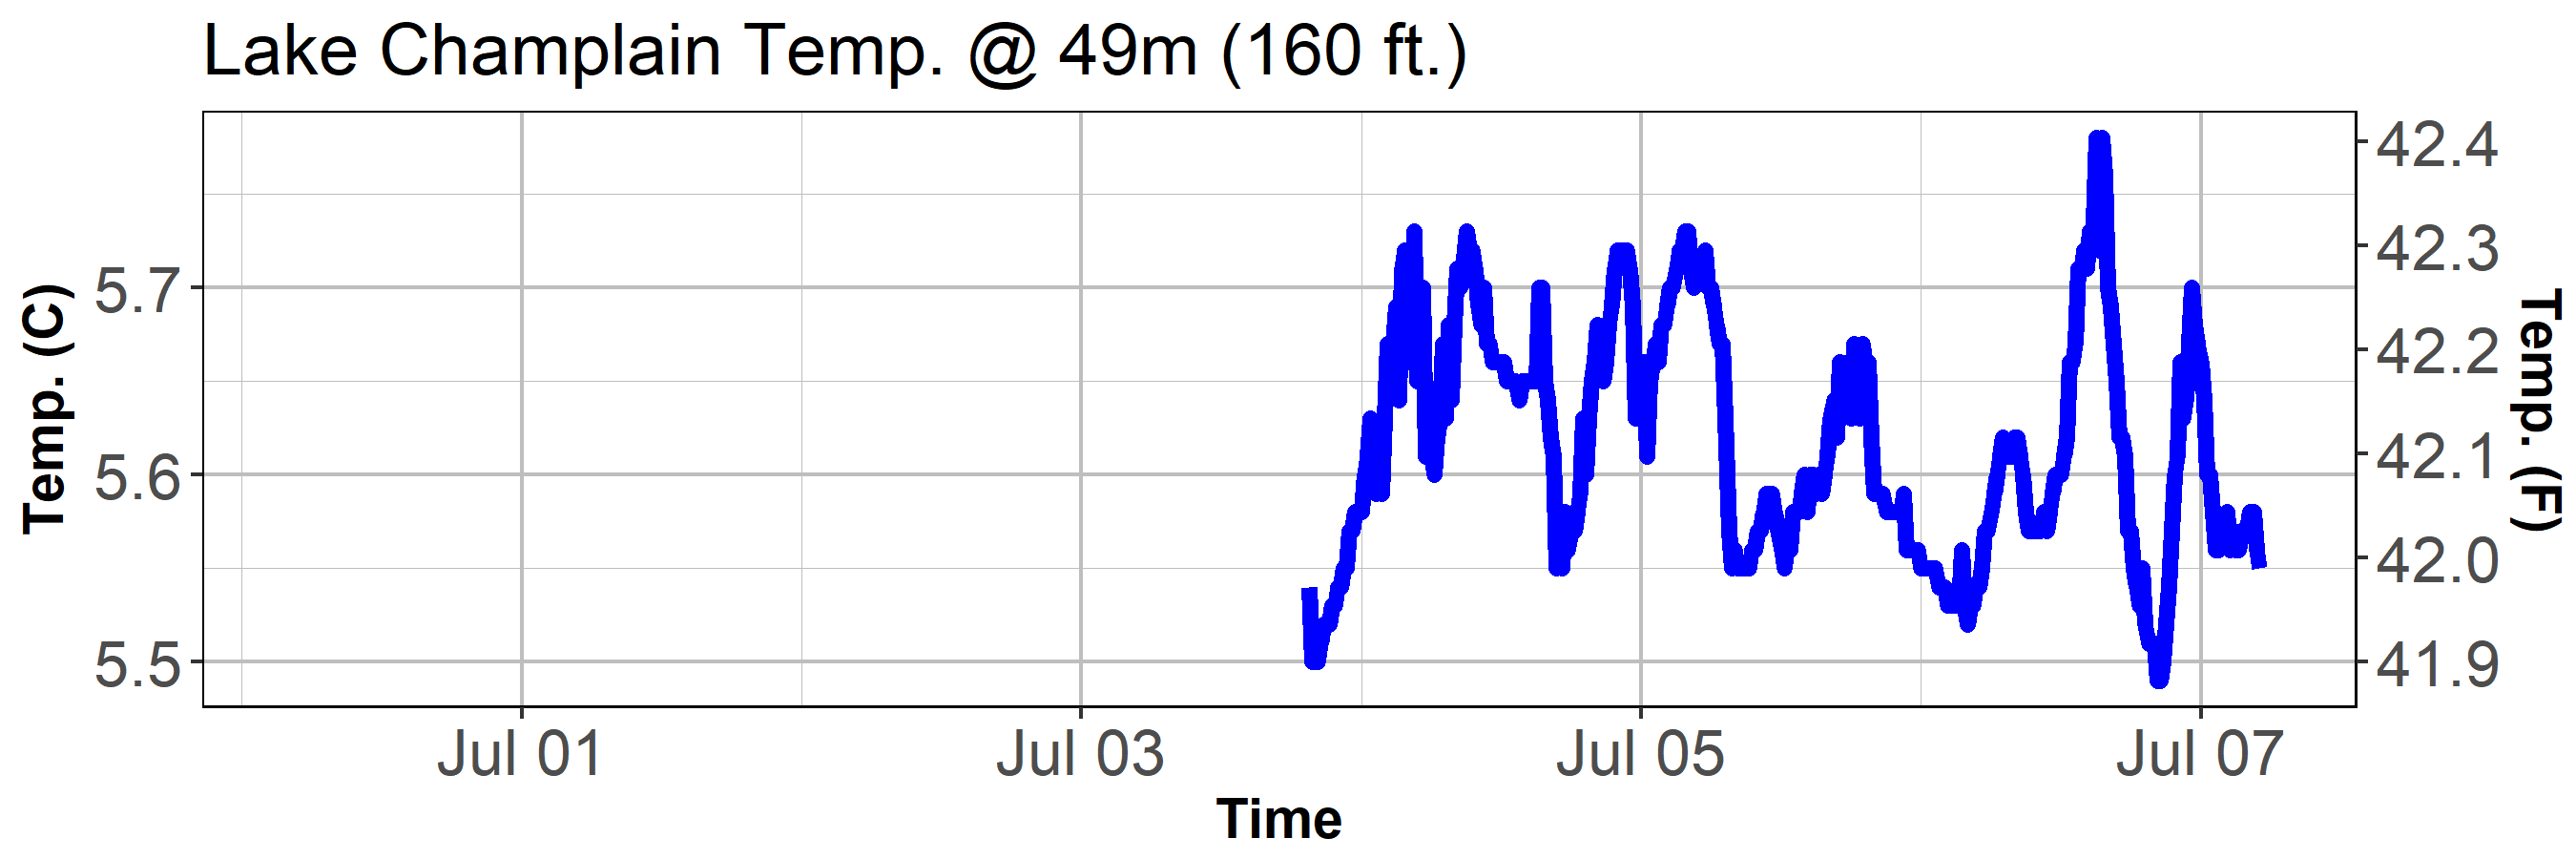 Lake Champlain Temp. @ 49m (160 ft.)
Temp. (C)
5.7
5.6
5.5
42.4
42.3
42.2
42.1
42.0
41.9
Temp. (F)
Jul 01 Jul 03 Jul 05 Jul 07
Time